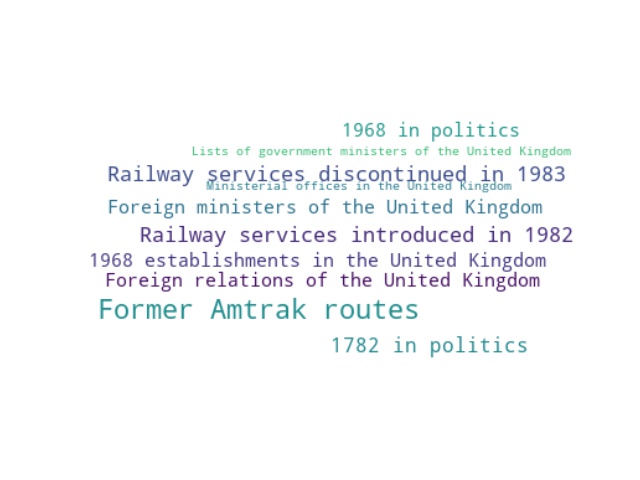 1968 in politics
Lists of government ministers of the United Kingdom
Railway services discontinued in 1983
Ministerial offices in the United Kingdom
Foreign ministers of the United Kingdom
Railway services introduced in 1982
1968 establishments in the United Kingdom
Foreign relations of the United Kingdom
Former Amtrak routes
1782 in politics